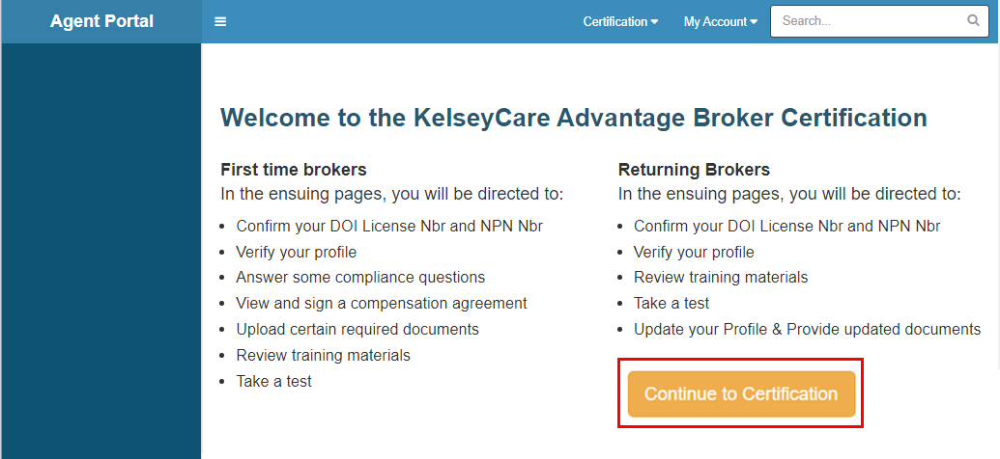 Agent Portal
Certification
My Account
Search...
Welcome to the KelseyCare Advantage Broker Certification
First time brokers
In the ensuing pages, you will be directed to:
Confirm your DOI License Nbr and NPN Nbr
Verify your profile
Answer some compliance questions
View and sign a compensation agreement
Upload certain required documents
Review training materials
Take a test
Returning Brokers
In the ensuing pages, you will be directed to:
Confirm your DOI License Nbr and NPN Nbr
Verify your profile
Review training materials
Take a test
Update your Profile & Provide updated documents
Continue to Certification